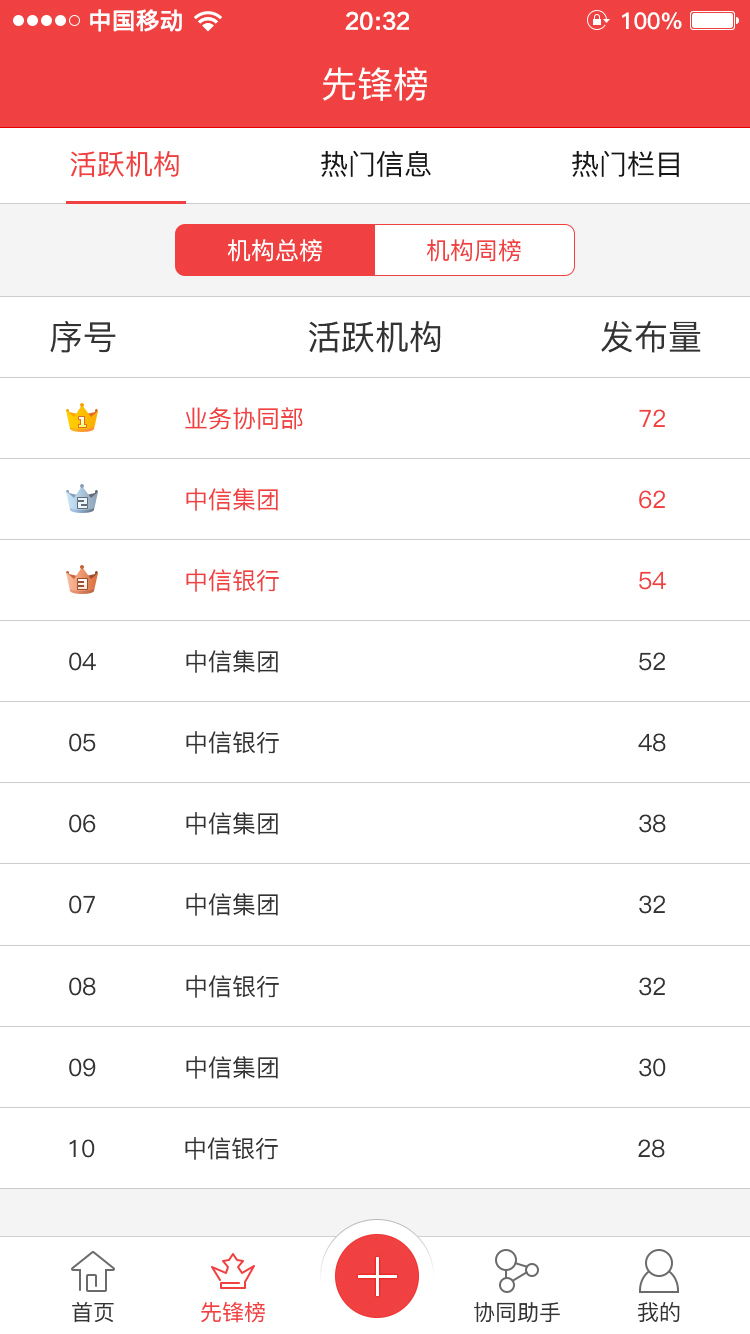 中国移动 20:32 100%
先锋榜
活跃机构 热门信息 热门栏目
机构总榜 机构周榜
序号 活跃机构 发布量
1 业务协同部 72
2 中信集团 62
3 中信银行 54
04 中信集团 52
05 中信银行 48
06 中信集团 38
07 中信集团 32
08 中信银行 32
09 中信集团 30
10 中信银行 28
首页 先锋榜 协同助手 我的